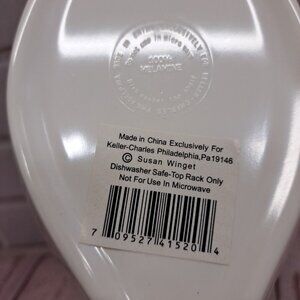 100%
MELAMINE
Made in China Exclusively For
Keller-Charles Philadelphia,Pa19146
© Susan Winget
Dishwasher Safe-Top Rack Only
Not For Use In Microwave
7 09527 41520 4